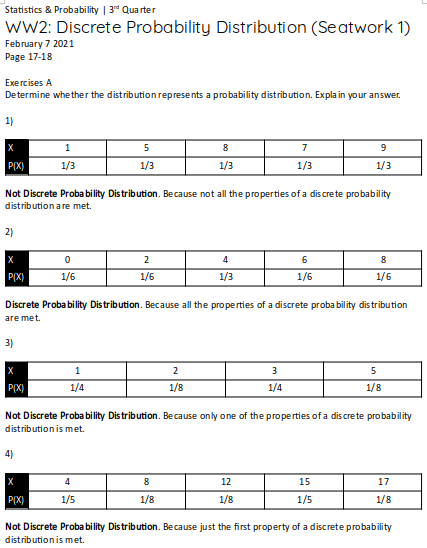 Statistics & Probability | 3rd Quarter
WW2: Discrete Probability Distribution (Seatwork 1)
February 7 2021
Page 17-18
Exercises A
Determine whether the distribution represents a probability distribution. Explain your answer.
1)
X 1 5 8 7 9
P(X) 1/3 1/3 1/3 1/3 1/3
Not Discrete Probability Distribution. Because not all the properties of a discrete probability
distribution are met.
2)
X 0 2 4 6 8
P(X) 1/6 1/6 1/3 1/6 1/6
Discrete Probability Distribution. Because all the properties of a discrete probability distribution
are met.
3)
X 1 2 3 5
P(X) 1/4 1/8 1/4 1/8
Not Discrete Probability Distribution. Because only one of the properties of a discrete probability
distribution is met.
4)
X 4 8 12 15 17
P(X) 1/5 1/8 1/8 1/5 1/8
Not Discrete Probability Distribution. Because just the first property of a discrete probability
distribution is met.